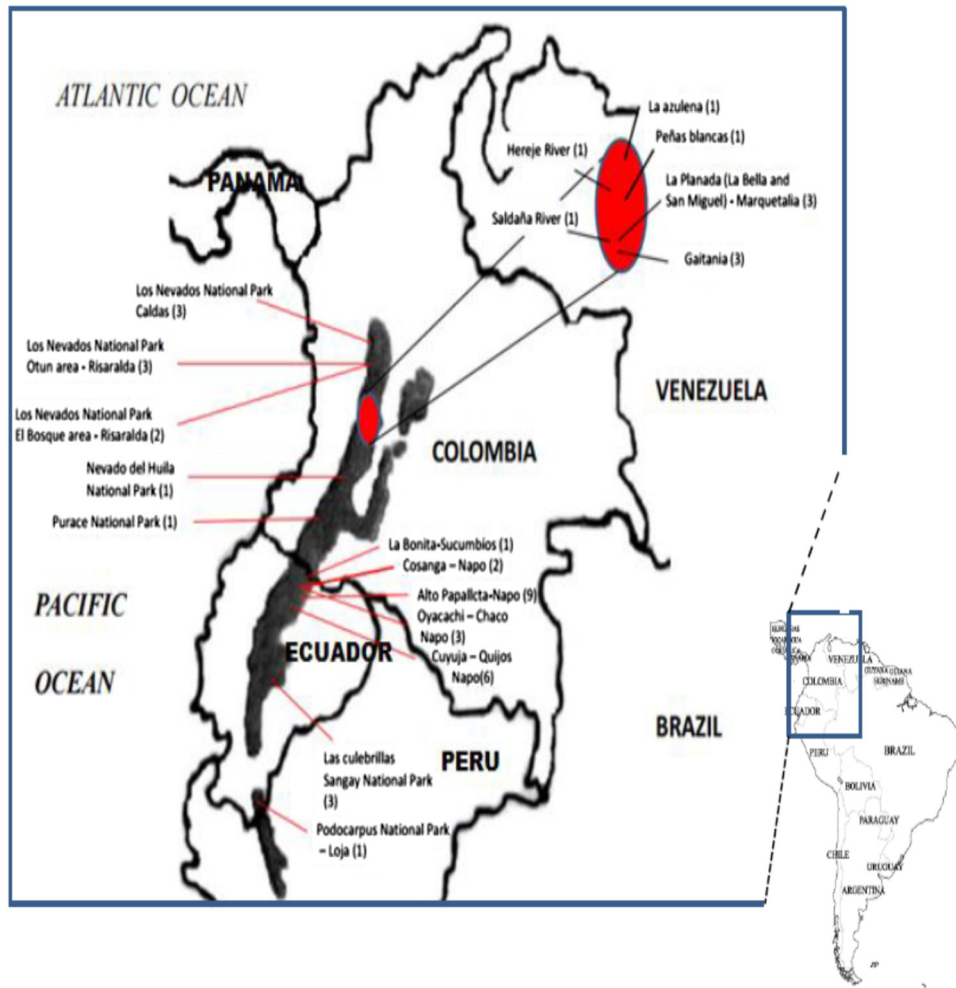 ATLANTIC OCEAN
La azulena (1)
Peñas blancas (1)
Hereje River (1)
PANAMA
La Planada (La Bella and
San Miguel) - Marquetalia (3)
Saldaña River (1)
Gaitania (3)
Los Nevados National Park
Caldas (3)
Los Nevados National Park
Otun area - Risaralda (3)
VENEZUELA
Los Nevados National Park
El Bosque area - Risaralda (2)
COLOMBIA
Nevado del Huila
National Park (1)
Purace National Park (1)
La Bonita-Sucumbios (1)
Cosanga – Napo (2)
Alto Papallcta-Napo (9)
Oyacachi – Chaco
Napo (3)
Cuyuja – Quijos
Napo(6)
PACIFIC
OCEAN
ECUADOR
BRAZIL
PERU
Las culebrillas
Sangay National Park
(3)
Podocarpus National Park
– Loja (1)
VENEZUELA
GUYANA
SURINAME
COLOMBIA
ECUADOR
PERU
BRAZIL
BOLIVIA
PARAGUAY
CHILE
URUGUAY
ARGENTINA